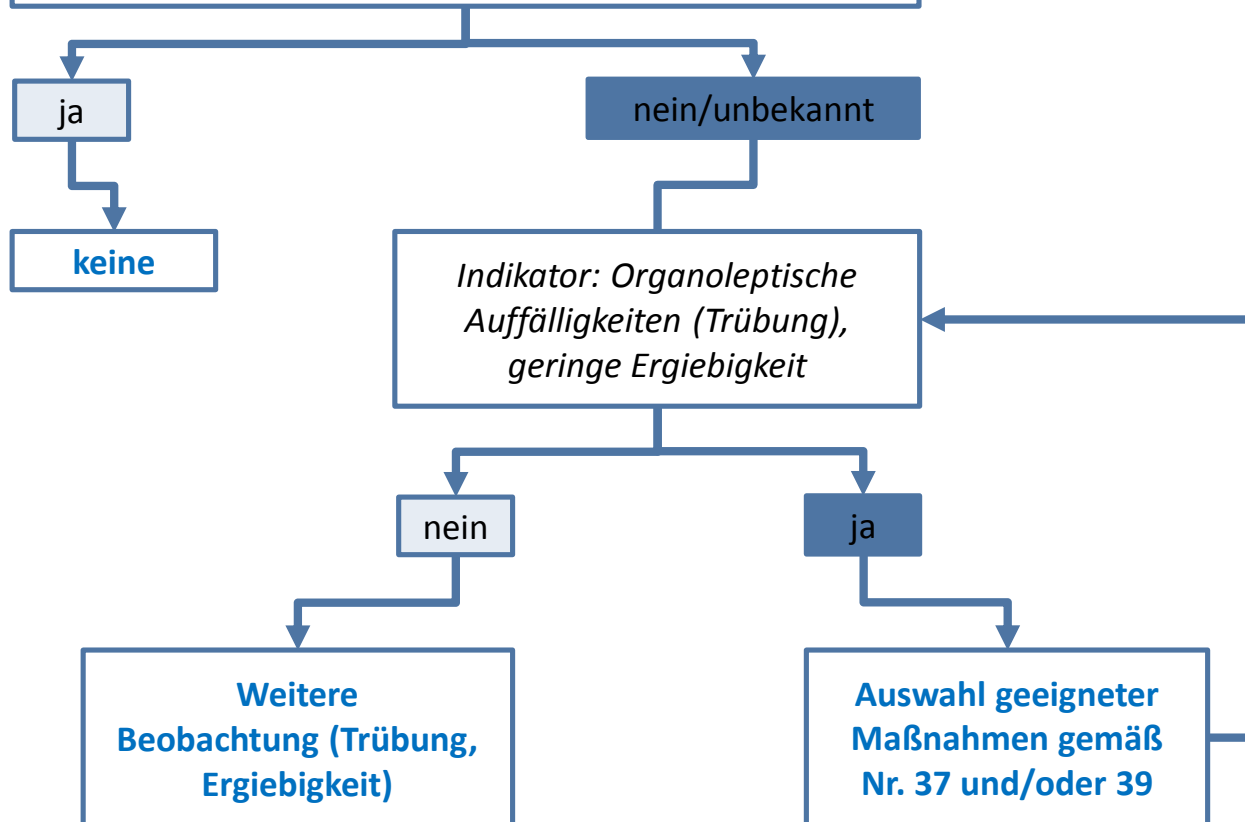 ja
nein/unbekannt
keine
Indikator: Organoleptische
Auffälligkeiten (Trübung),
geringe Ergiebigkeit
nein
ja
Weitere
Beobachtung (Trübung,
Ergiebigkeit)
Auswahl geeigneter
Maßnahmen gemäß
Nr. 37 und/oder 39